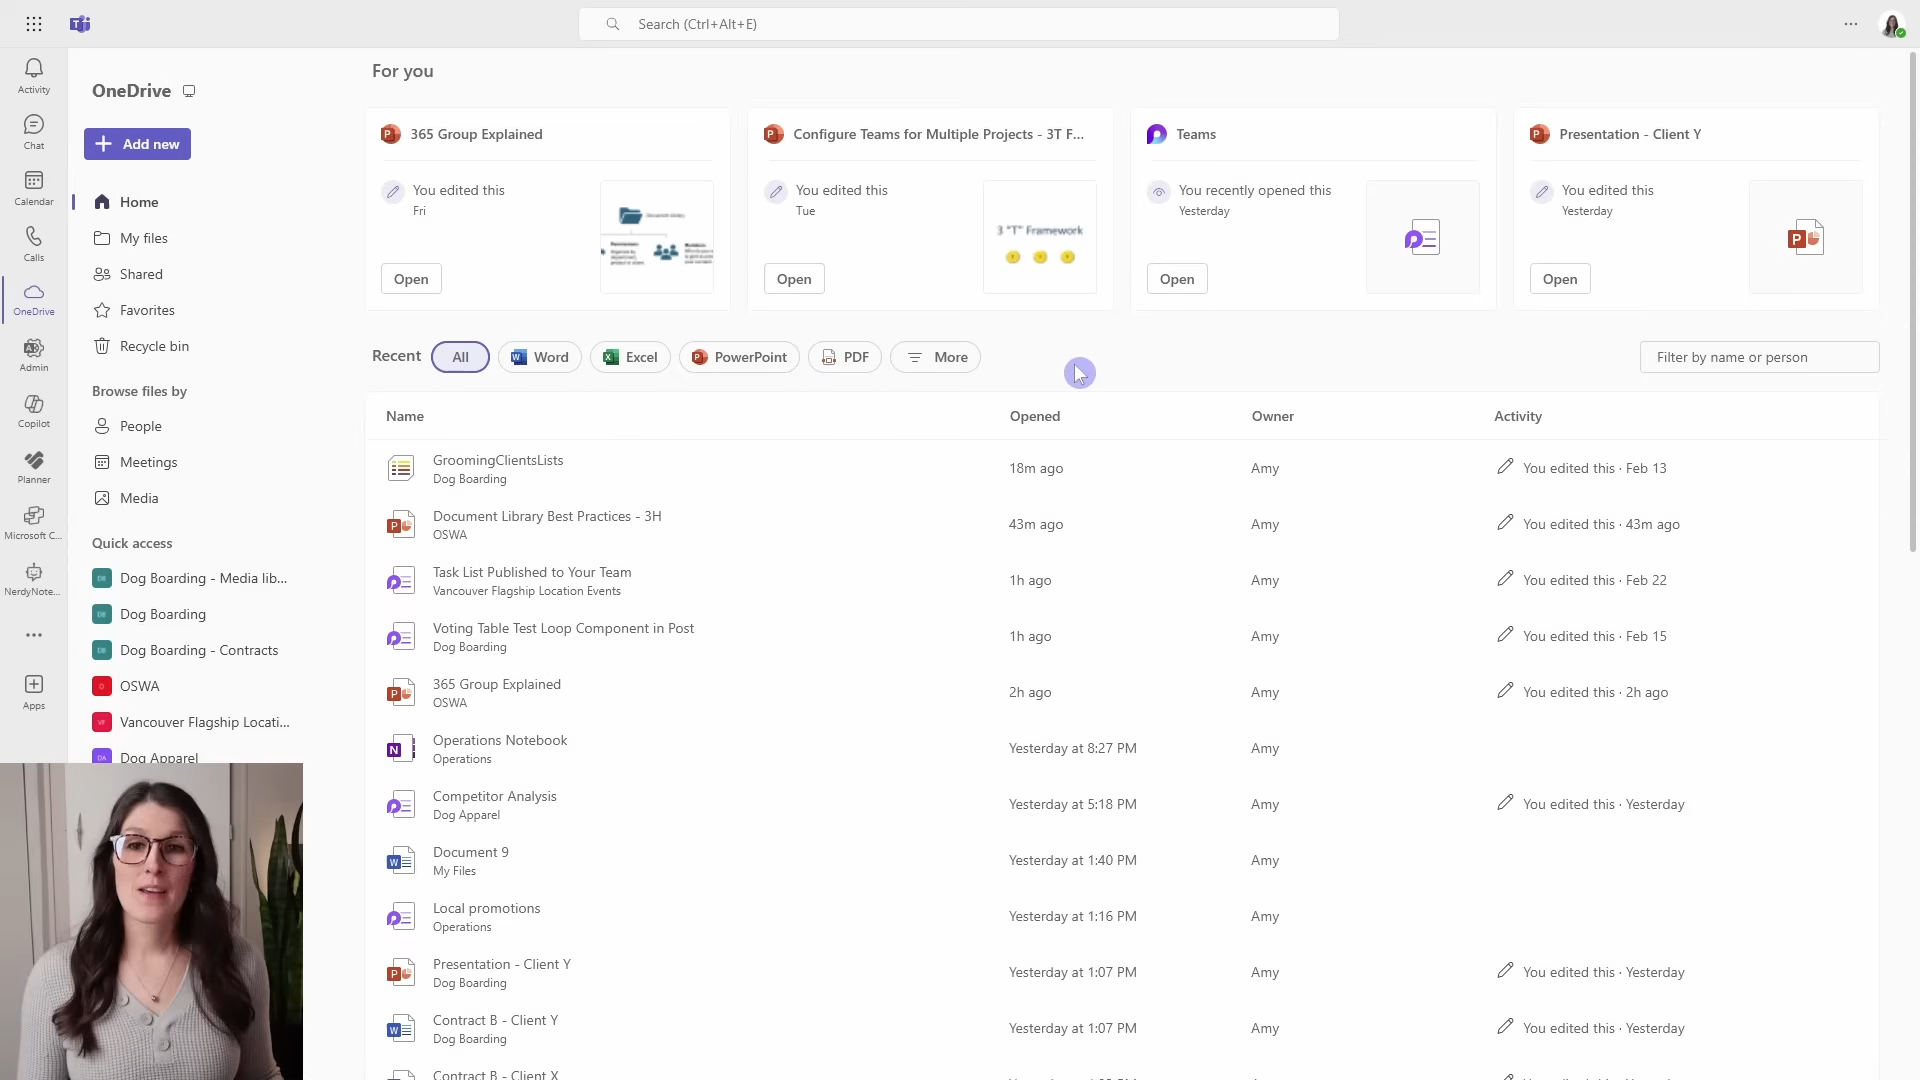 Search (Ctrl+Alt+E)
Activity
Chat
Calendar
Calls
OneDrive
Admin
Copilot
Planner
Microsoft C...
NerdyNote...
Apps
OneDrive
Add new
Home
My files
Shared
Favorites
Recycle bin
Browse files by
People
Meetings
Media
Quick access
Dog Boarding - Media lib...
Dog Boarding
Dog Boarding - Contracts
OSWA
Vancouver Flagship Locati...
Dog Apparel
For you
365 Group Explained
You edited this
Fri
Open
Configure Teams for Multiple Projects - 3T F...
You edited this
Tue
3 "T" Framework
Open
Teams
You recently opened this
Yesterday
Open
Presentation - Client Y
You edited this
Yesterday
Open
Recent
All
Word
Excel
PowerPoint
PDF
More
Filter by name or person
Name Opened Owner Activity
GroomingClientsLists
Dog Boarding
18m ago Amy You edited this · Feb 13
Document Library Best Practices - 3H
OSWA
43m ago Amy You edited this · 43m ago
Task List Published to Your Team
Vancouver Flagship Location Events
1h ago Amy You edited this · Feb 22
Voting Table Test Loop Component in Post
Dog Boarding
1h ago Amy You edited this · Feb 15
365 Group Explained
OSWA
2h ago Amy You edited this · 2h ago
Operations Notebook
Operations
Yesterday at 8:27 PM Amy
Competitor Analysis
Dog Apparel
Yesterday at 5:18 PM Amy You edited this · Yesterday
Document 9
My Files
Yesterday at 1:40 PM Amy
Local promotions
Operations
Yesterday at 1:16 PM Amy
Presentation - Client Y
Dog Boarding
Yesterday at 1:07 PM Amy You edited this · Yesterday
Contract B - Client Y
Dog Boarding
Yesterday at 1:07 PM Amy You edited this · Yesterday
Contract B - Client X